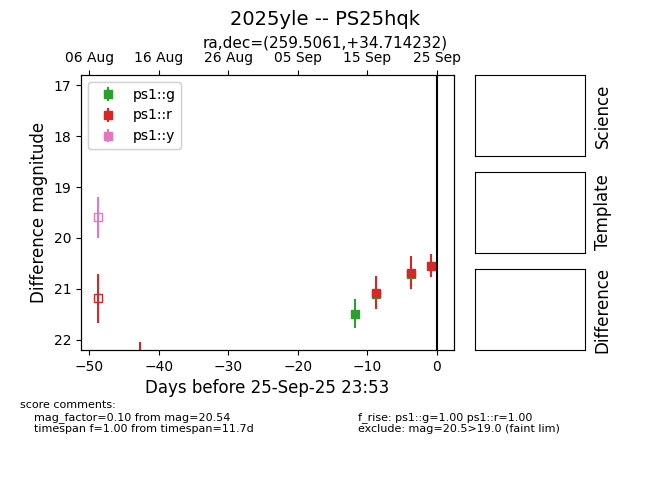 2025yle -- PS25hqk
ra,dec=(259.5061,+34.714232)
06 Aug 16 Aug 26 Aug 05 Sep 15 Sep 25 Sep
17
18
19
20
21
22
Difference magnitude
ps1::g
ps1::r
ps1::y
Science
Template
Difference
−50 −40 −30 −20 −10 0
Days before 25-Sep-25 23:53
score comments:
mag_factor=0.10 from mag=20.54
timespan f=1.00 from timespan=11.7d
f_rise: ps1::g=1.00 ps1::r=1.00
exclude: mag=20.5>19.0 (faint lim)